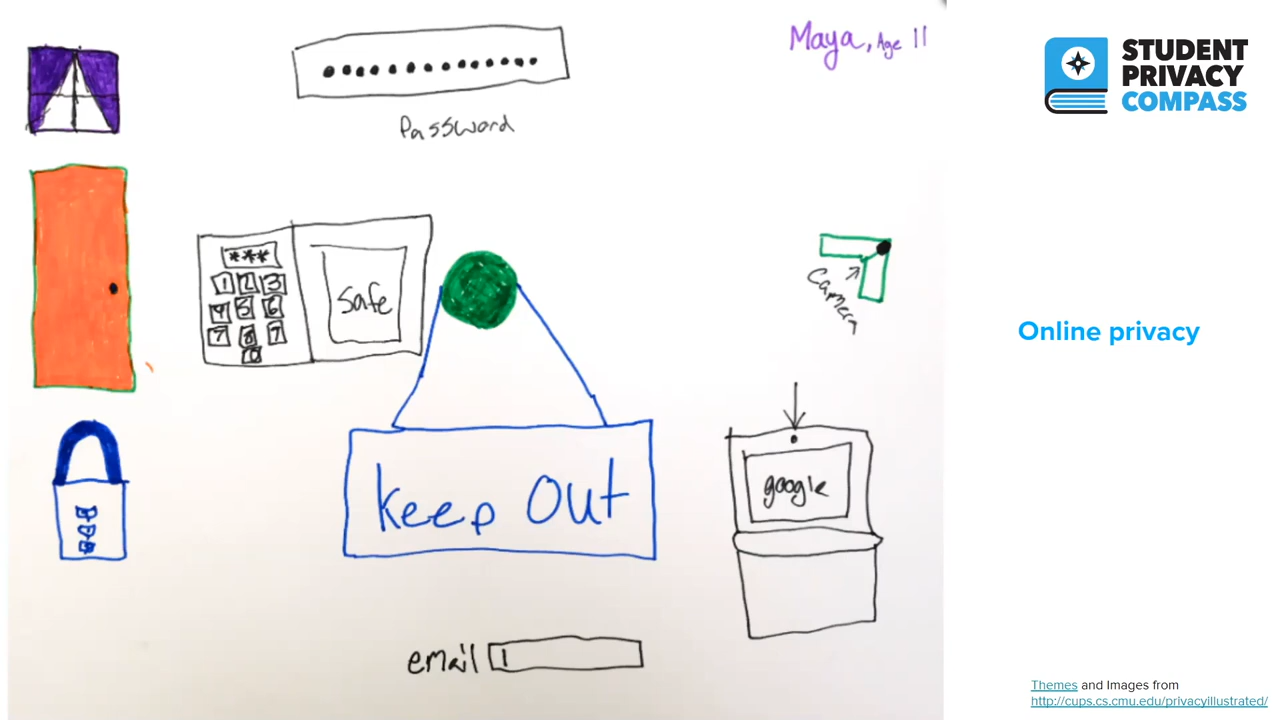 Maya, Age 11
Password
***
1 2 3
4 5 6
7 8 9
0
Safe
Camera
keep Out
google
email
STUDENT
PRIVACY
COMPASS
Online privacy
Themes and Images from
http://cups.cs.cmu.edu/privacyillustrated/